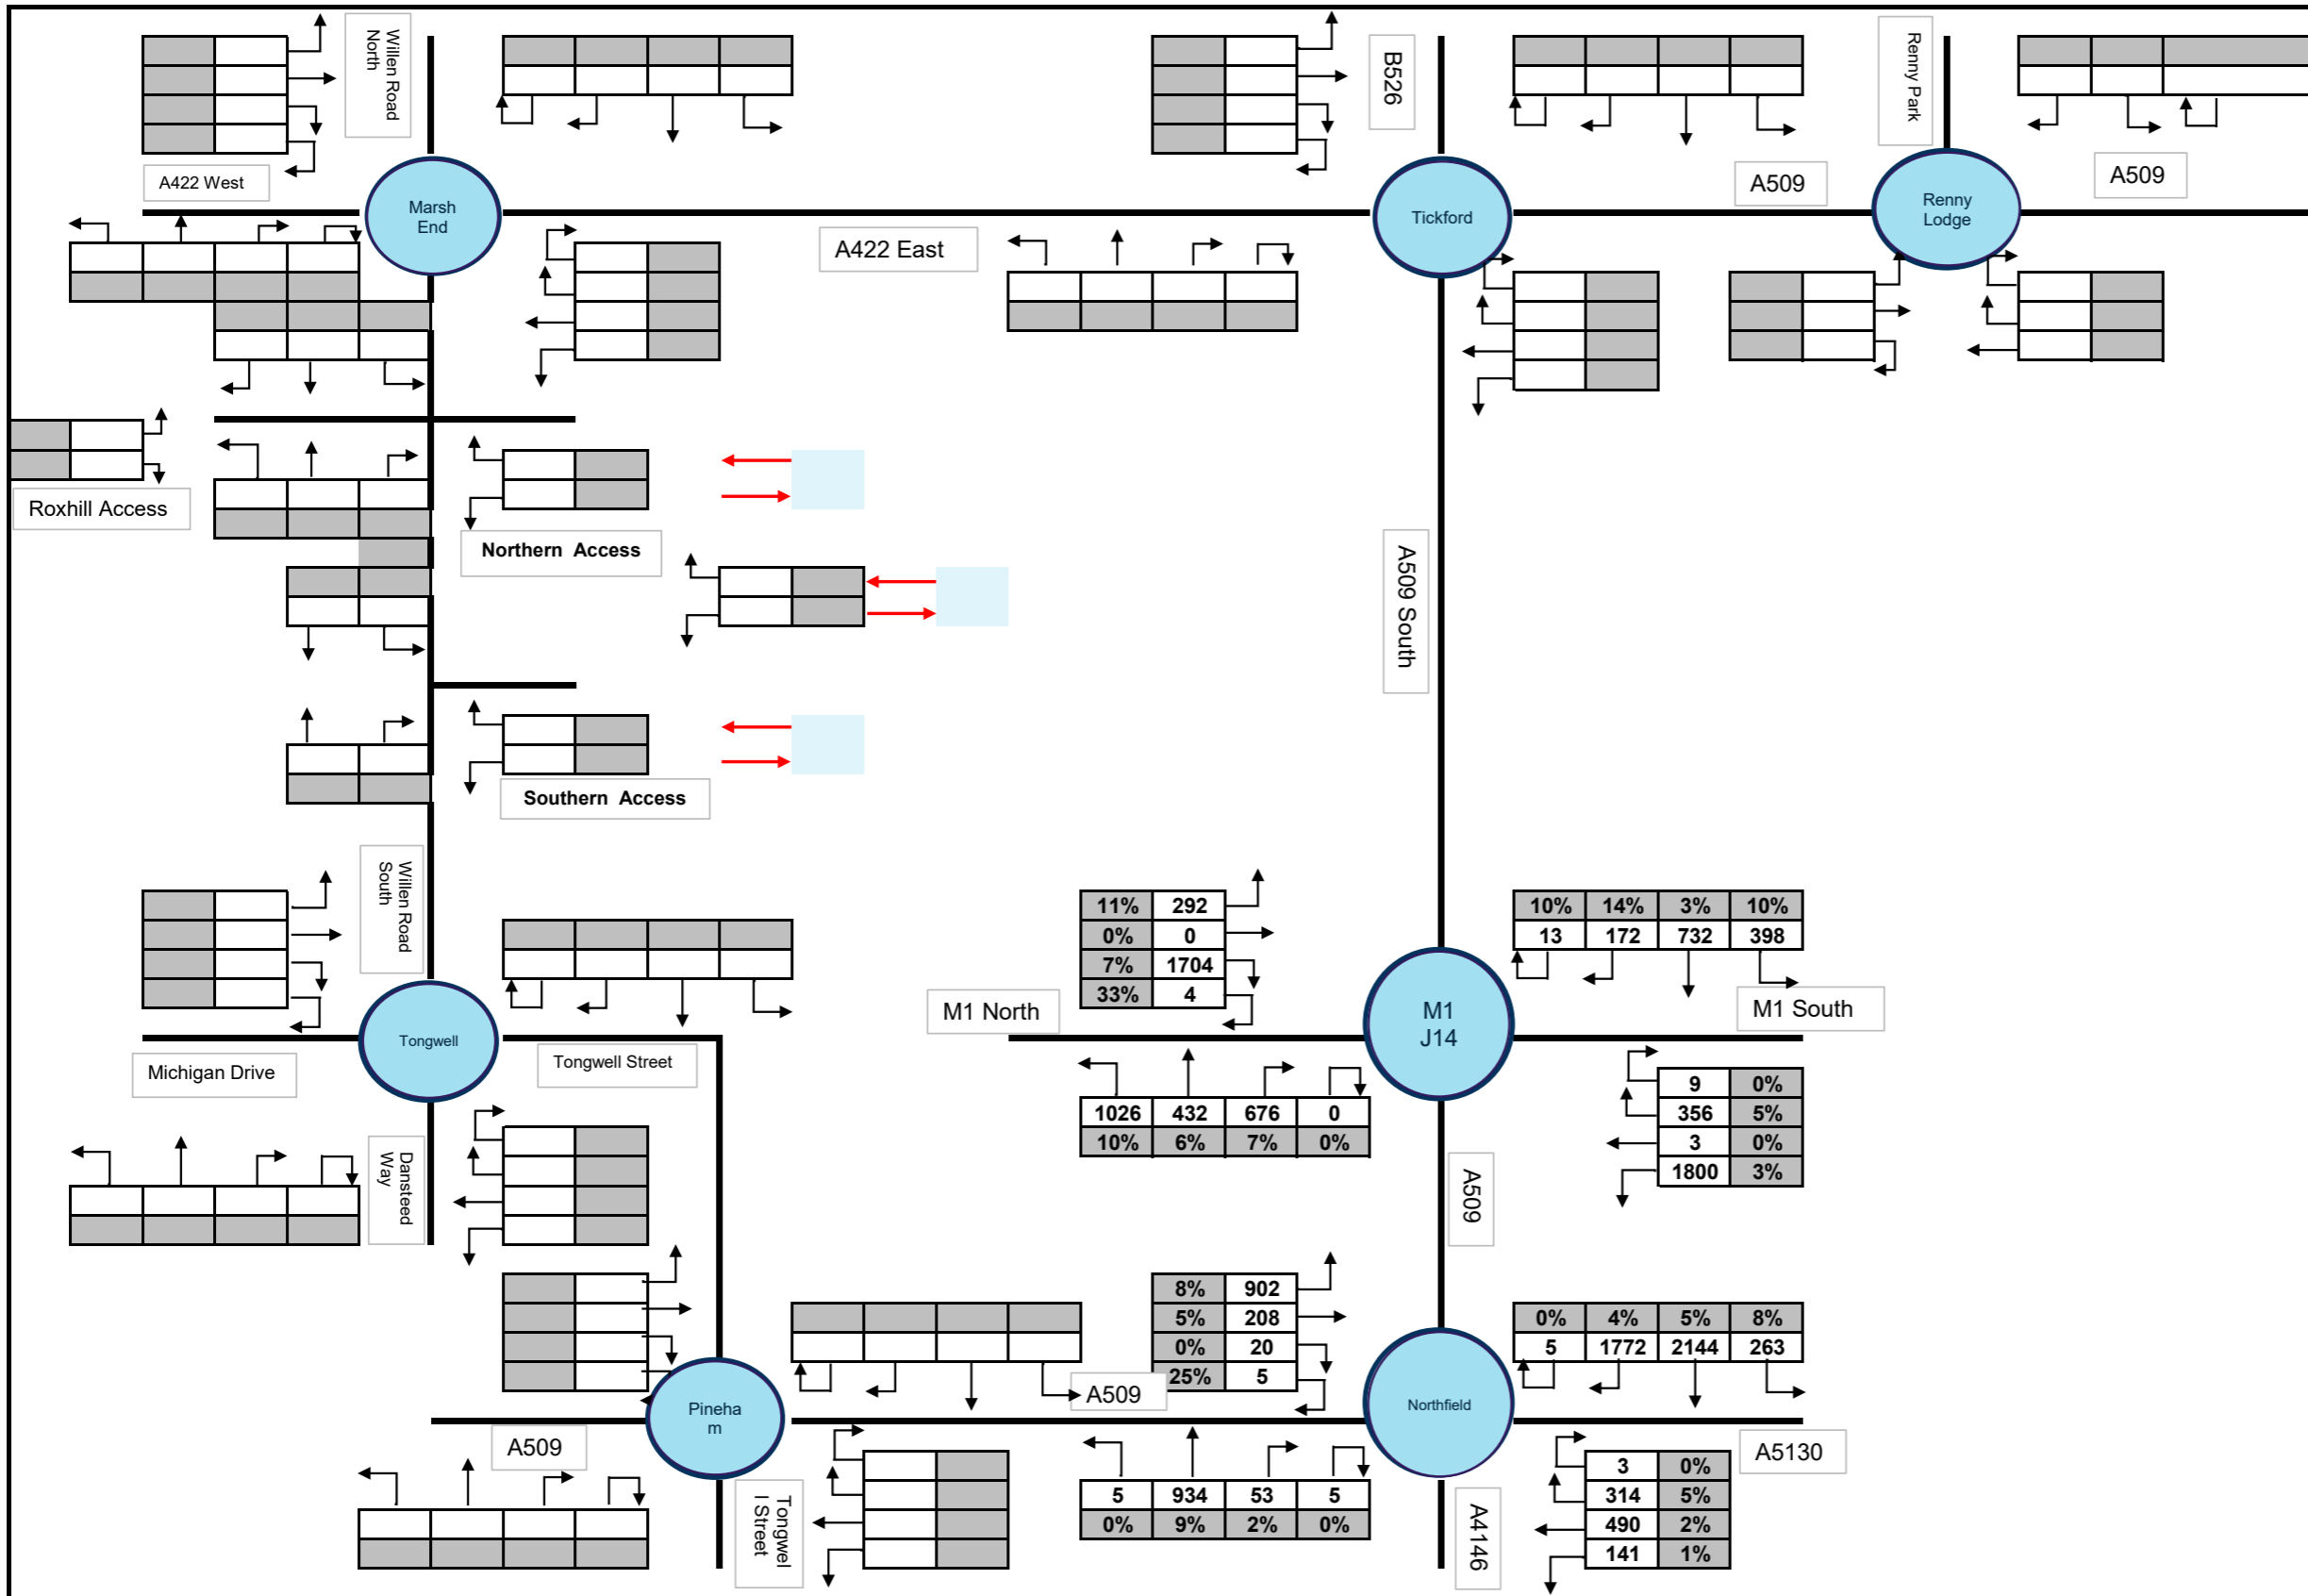 Willen Road
North
B526
Renny Park
A422 West
Marsh
End
Tickford
A509
Renny
Lodge
A509
A422 East
Roxhill Access
Northern  Access
A509 South
Southern  Access
Willen Road
South
11% 292
0% 0
7% 1704
33% 4
10% 14% 3% 10%
13 172 732 398
M1 North
M1
J14
M1 South
Tongwell
Michigan Drive
Tongwell Street
1026 432 676 0
10% 6% 7% 0%
9 0%
356 5%
3 0%
1800 3%
Dansteed
Way
A509
8% 902
5% 208
0% 20
25% 5
0% 4% 5% 8%
5 1772 2144 263
A509
Pineha
m
Northfield
A509
A5130
Tongwel
l Street
5 934 53 5
0% 9% 2% 0%
A4146
3 0%
314 5%
490 2%
141 1%